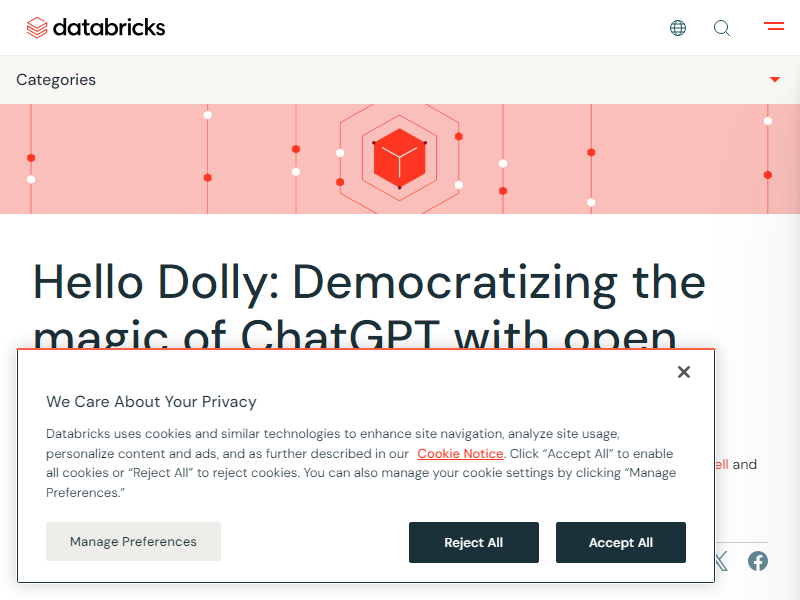 databricks
Categories
Hello Dolly: Democratizing the
magic of ChatGPT with open
We Care About Your Privacy
Databricks uses cookies and similar technologies to enhance site navigation, analyze site usage,
personalize content and ads, and as further described in our Cookie Notice. Click “Accept All” to enable
all cookies or “Reject All” to reject cookies. You can also manage your cookie settings by clicking “Manage
Preferences.”
and
Manage Preferences
Reject All
Accept All